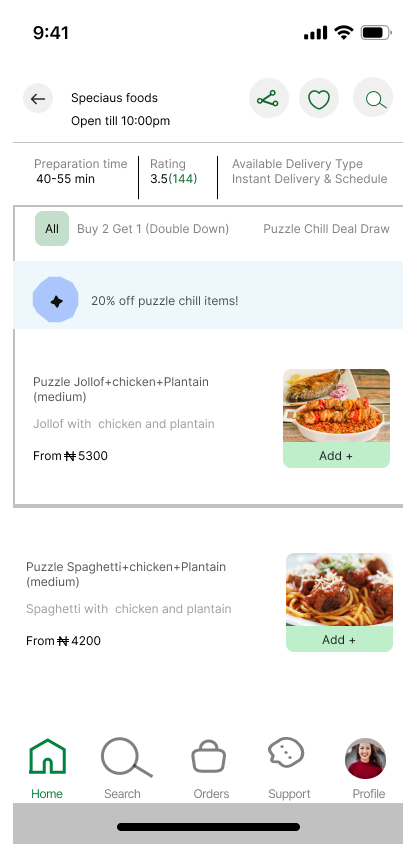 9:41
Speciaus foods
Open till 10:00pm
Preparation time
40-55 min
Rating
3.5(144)
Available Delivery Type
Instant Delivery & Schedule
All
Buy 2 Get 1 (Double Down)
Puzzle Chill Deal Draw
20% off puzzle chill items!
Puzzle Jollof+chicken+Plantain
(medium)
Jollof with chicken and plantain
From ₦5300
Add +
Puzzle Spaghetti+chicken+Plantain
(medium)
Spaghetti with chicken and plantain
From ₦4200
Add +
Home
Search
Orders
Support
Profile